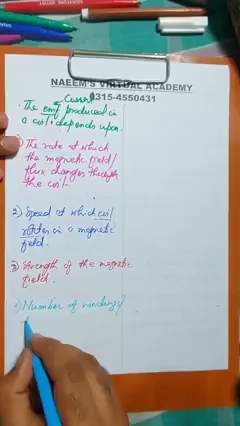 NAEEM'S VIRTUAL ACADEMY
0315-4550431
Current
The emf produced in
a coil depends upon.
1) The rate at which
the magnetic field/
flux changes through
the coil.
2) Speed at which coil/
rotates in a magnetic
field.
3) Strength of the magnetic
field.
4) Number of windings/